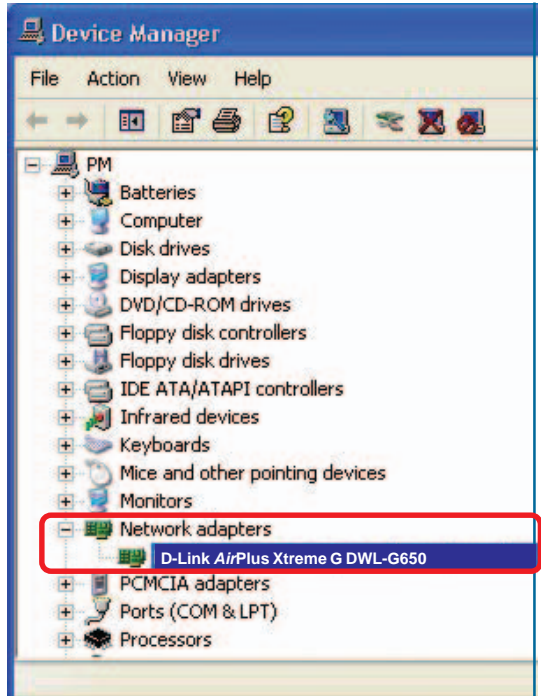 Device Manager
File Action View Help
PM
Batteries
Computer
Disk drives
Display adapters
DVD/CD-ROM drives
Floppy disk controllers
Floppy disk drives
IDE ATA/ATAPI controllers
Infrared devices
Keyboards
Mice and other pointing devices
Monitors
Network adapters
D-Link AirPlus Xtreme G DWL-G650
PCMCIA adapters
Ports (COM & LPT)
Processors